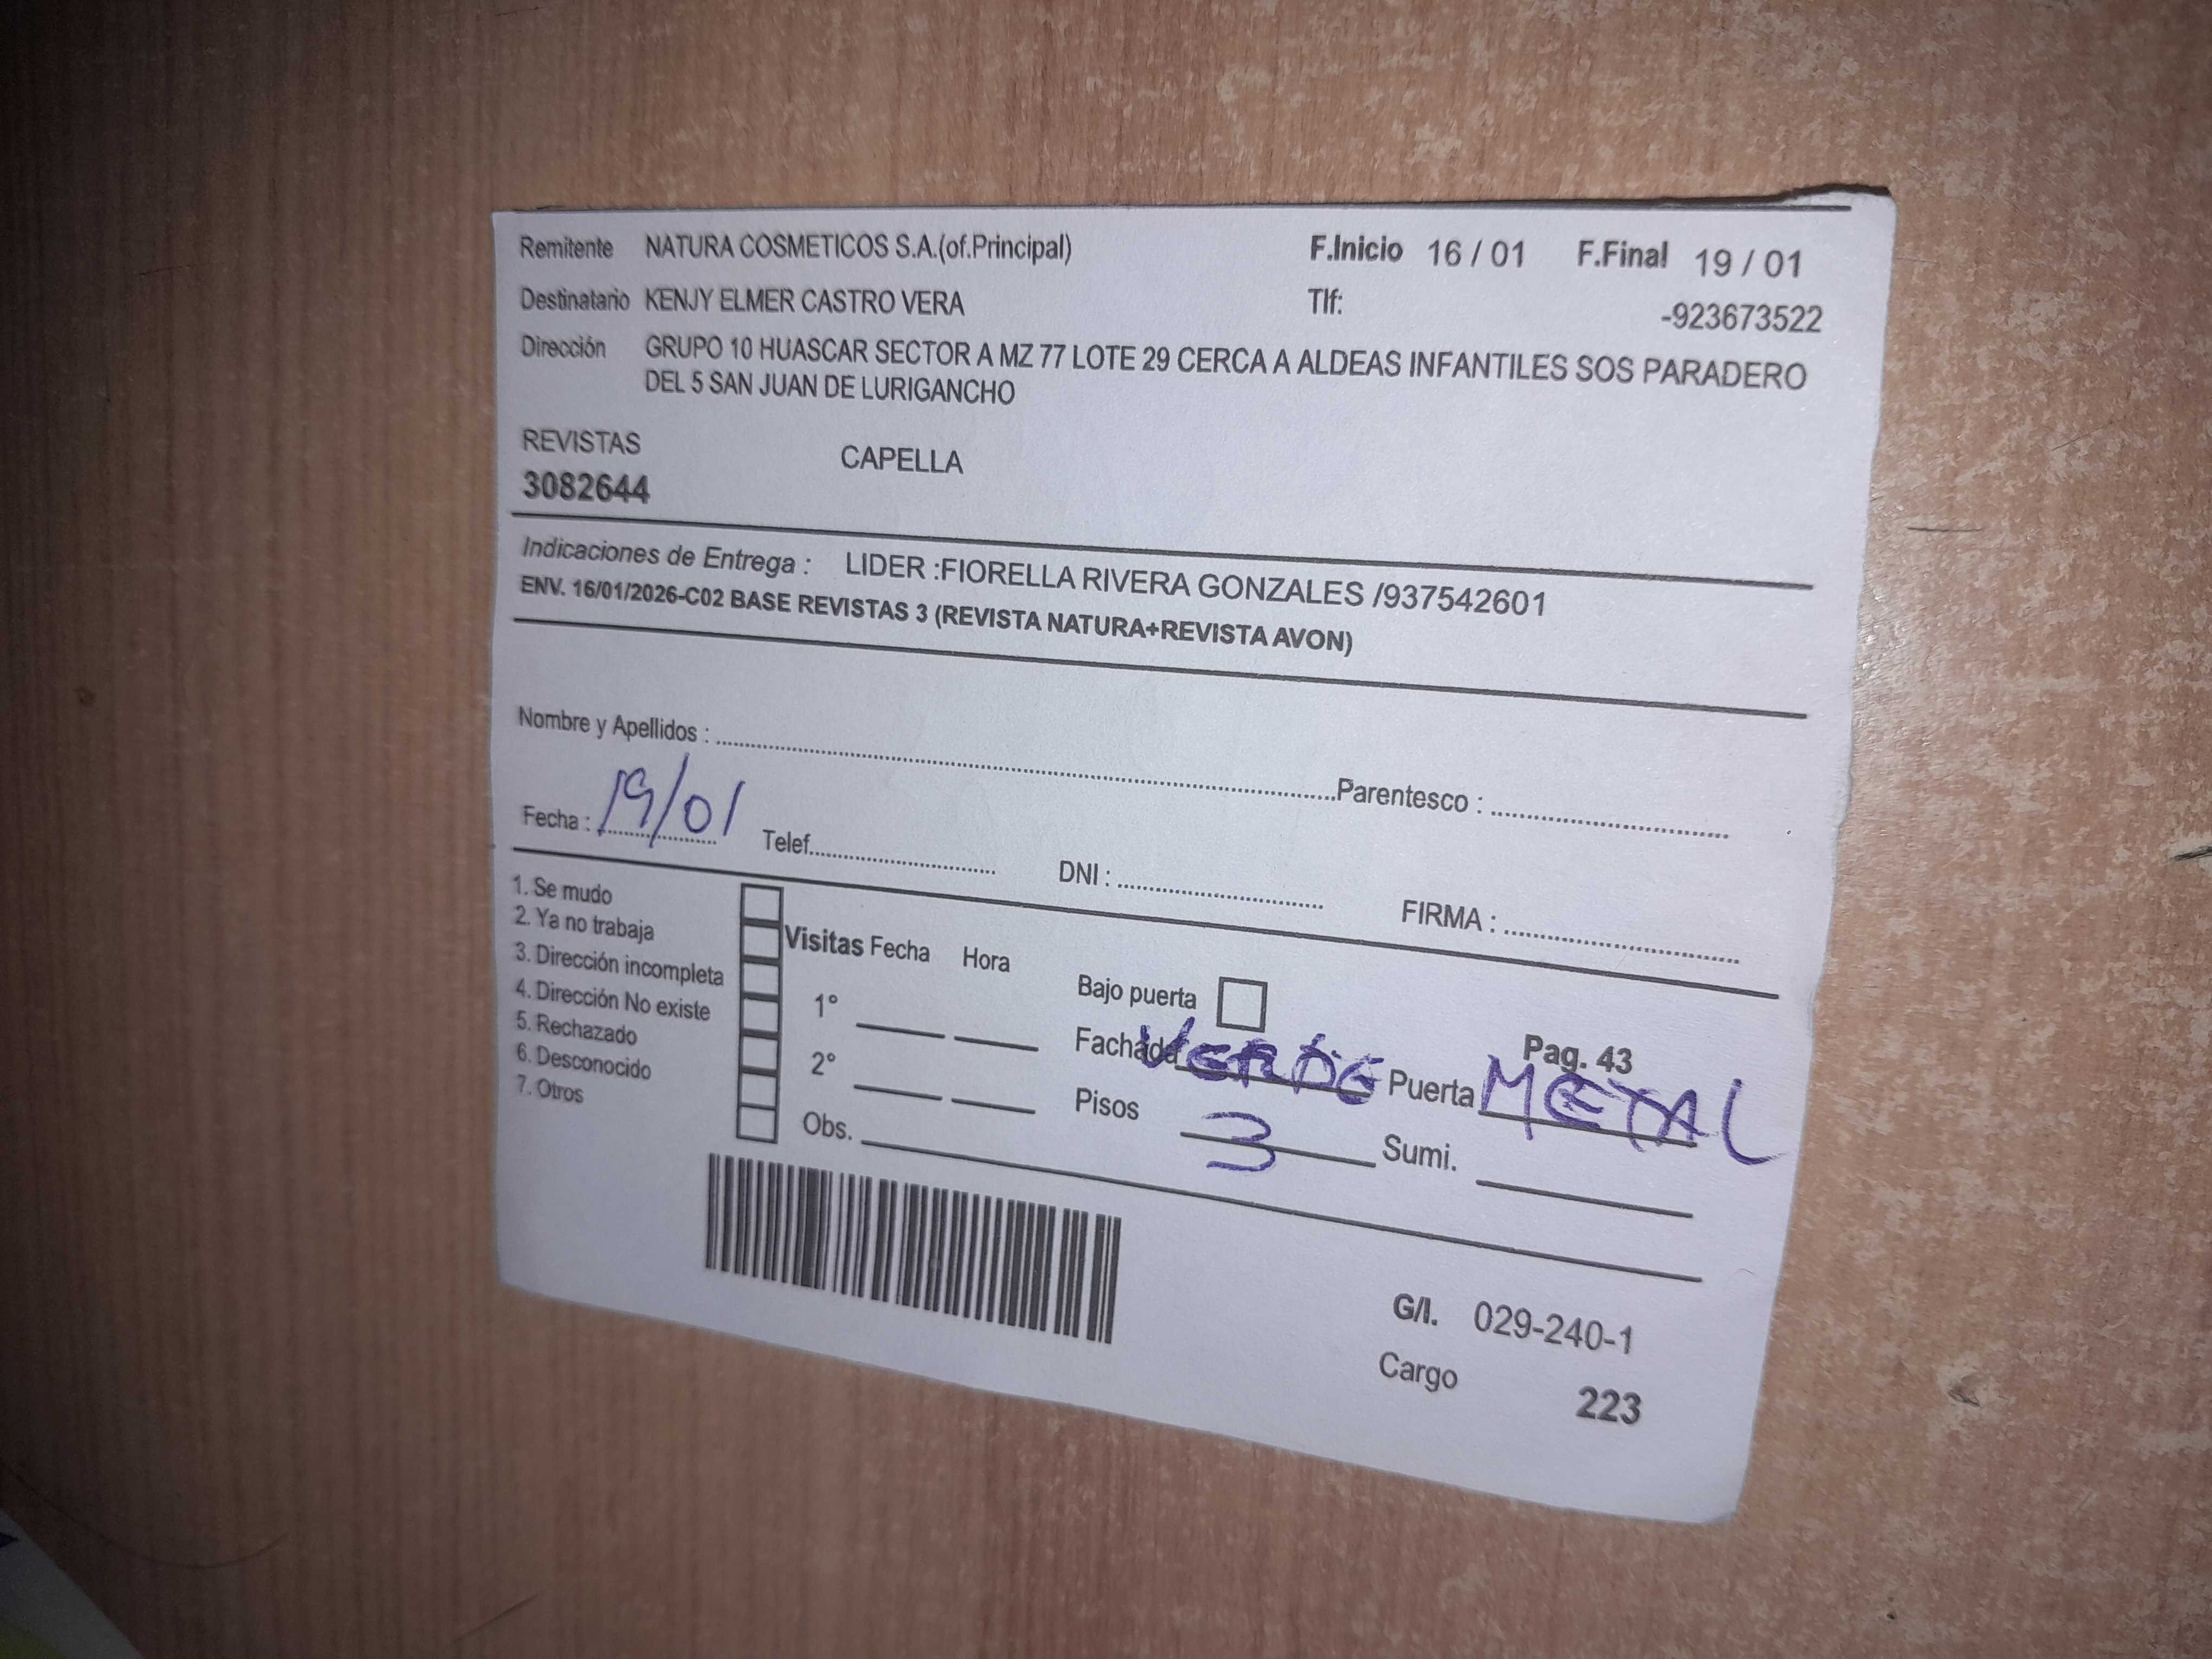 Remitente NATURA COSMETICOS S.A.(of.Principal) F.Inicio 16 / 01 F.Final 19 / 01
Destinatario KENJY ELMER CASTRO VERA Tlf: -923673522
Dirección GRUPO 10 HUASCAR SECTOR A MZ 77 LOTE 29 CERCA A ALDEAS INFANTILES SOS PARADERO
DEL 5 SAN JUAN DE LURIGANCHO
REVISTAS CAPELLA
3082644
Indicaciones de Entrega : LIDER :FIORELLA RIVERA GONZALES /937542601
ENV. 16/01/2026-C02 BASE REVISTAS 3 (REVISTA NATURA+REVISTA AVON)
Nombre y Apellidos : Parentesco :
Fecha : 19/01 Telef. DNI : FIRMA :
1. Se mudo
2. Ya no trabaja
3. Dirección incompleta
4. Dirección No existe
5. Rechazado
6. Desconocido
7. Otros
Visitas Fecha Hora
1°
2°
Obs.
Bajo puerta
Pag. 43
Fachada VERDE Puerta METAL
Pisos 3 Sumi.
G/l. 029-240-1
Cargo 223